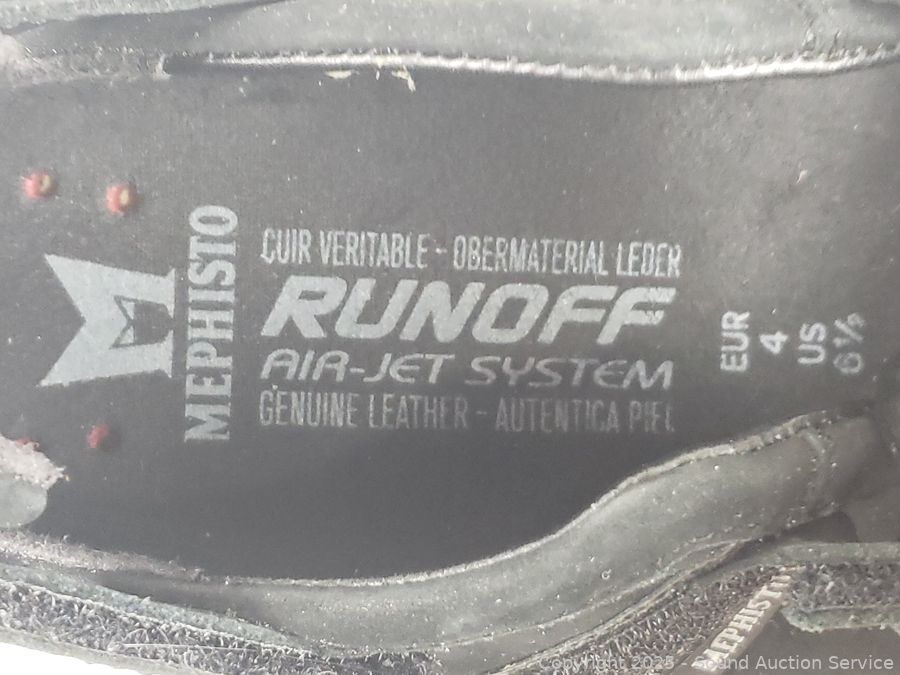 MEPHISTO
CUIR VERITABLE - OBERMATERIAL LEDER
RUNOFF
AIR-JET SYSTEM
GENUINE LEATHER - AUTENTICA PIEL
EUR
4
US
6½
MEPHISTO
Copyright 2025 - Sound Auction Service